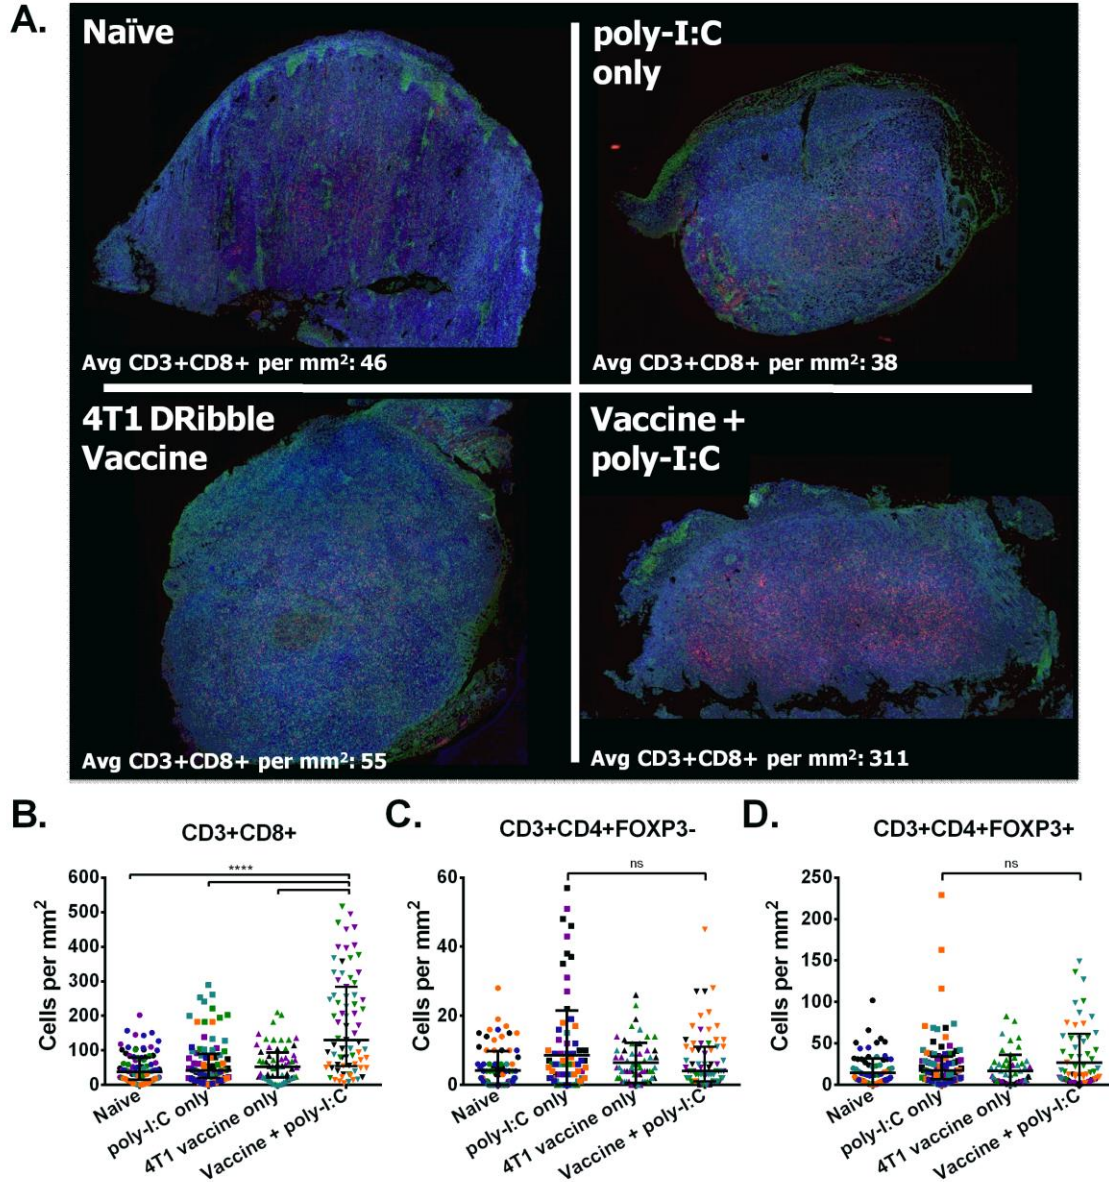 A.
Naïve
poly-I:C
only
Avg CD3+CD8+ per mm²: 46
Avg CD3+CD8+ per mm²: 38
4T1 DRibble
Vaccine
Vaccine +
poly-I:C
Avg CD3+CD8+ per mm²: 55
Avg CD3+CD8+ per mm²: 311
B.
CD3+CD8+
****
Cells per mm²
600
500
400
300
200
100
0
Naive
poly-I:C only
4T1 vaccine only
Vaccine + poly-I:C
C.
CD3+CD4+FOXP3-
ns
Cells per mm²
60
40
20
0
Naive
poly-I:C only
4T1 vaccine only
Vaccine + poly-I:C
D.
CD3+CD4+FOXP3+
ns
Cells per mm²
250
200
150
100
50
0
Naive
poly-I:C only
4T1 vaccine only
Vaccine + poly-I:C